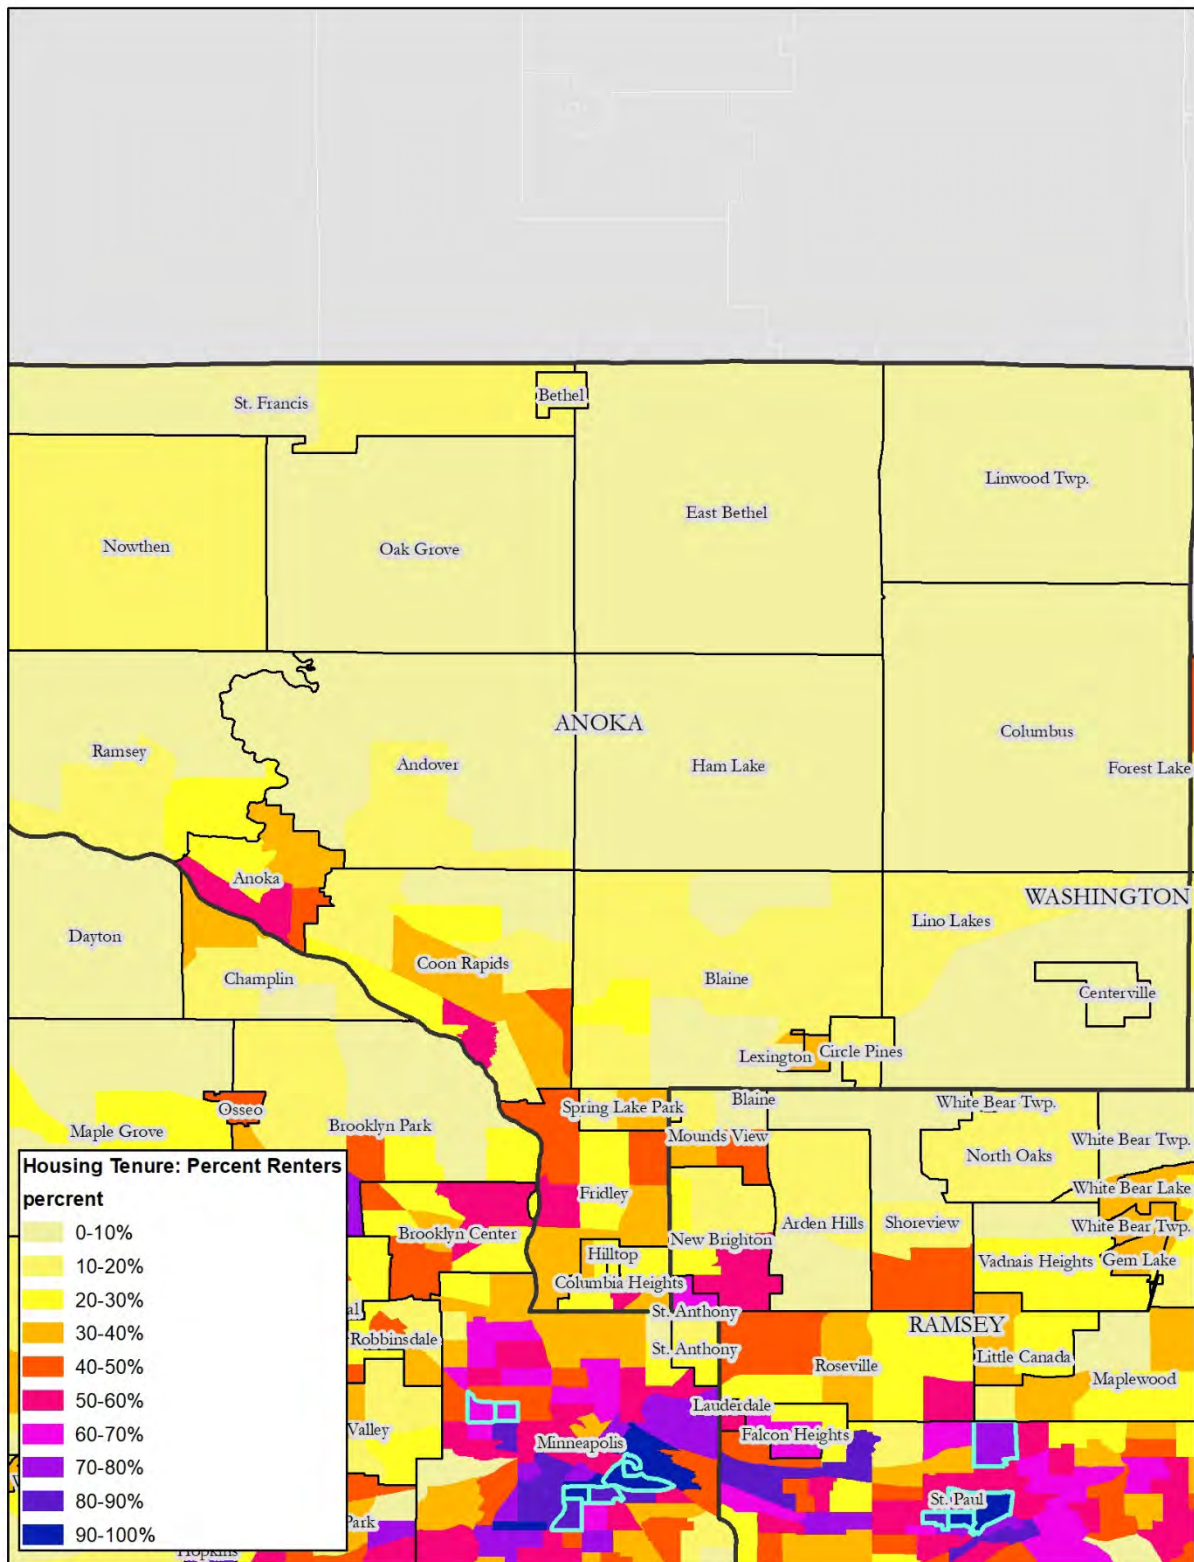 St. Francis
Bethel
Linwood Twp.
East Bethel
Nowthen
Oak Grove
ANOKA
Columbus
Ramsey
Andover
Ham Lake
Forest Lake
Anoka
WASHINGTON
Lino Lakes
Dayton
Coon Rapids
Champlin
Blaine
Centerville
Lexington
Circle Pines
Osseo
Spring Lake Park
Blaine
White Bear Twp.
Maple Grove
Brooklyn Park
Mounds View
North Oaks
White Bear Twp.
Housing Tenure: Percent Renters
percrent
0-10%
10-20%
20-30%
30-40%
40-50%
50-60%
60-70%
70-80%
80-90%
90-100%
Fridley
White Bear Lake
Brooklyn Center
New Brighton
Arden Hills
Shoreview
White Bear Twp.
Hilltop
Vadnais Heights
Gem Lake
Columbia Heights
al
St. Anthony
Robbinsdale
RAMSEY
St. Anthony
Roseville
Little Canada
Maplewood
Lauderdale
Valley
Minneapolis
Falcon Heights
St. Paul
Park
Hopkins